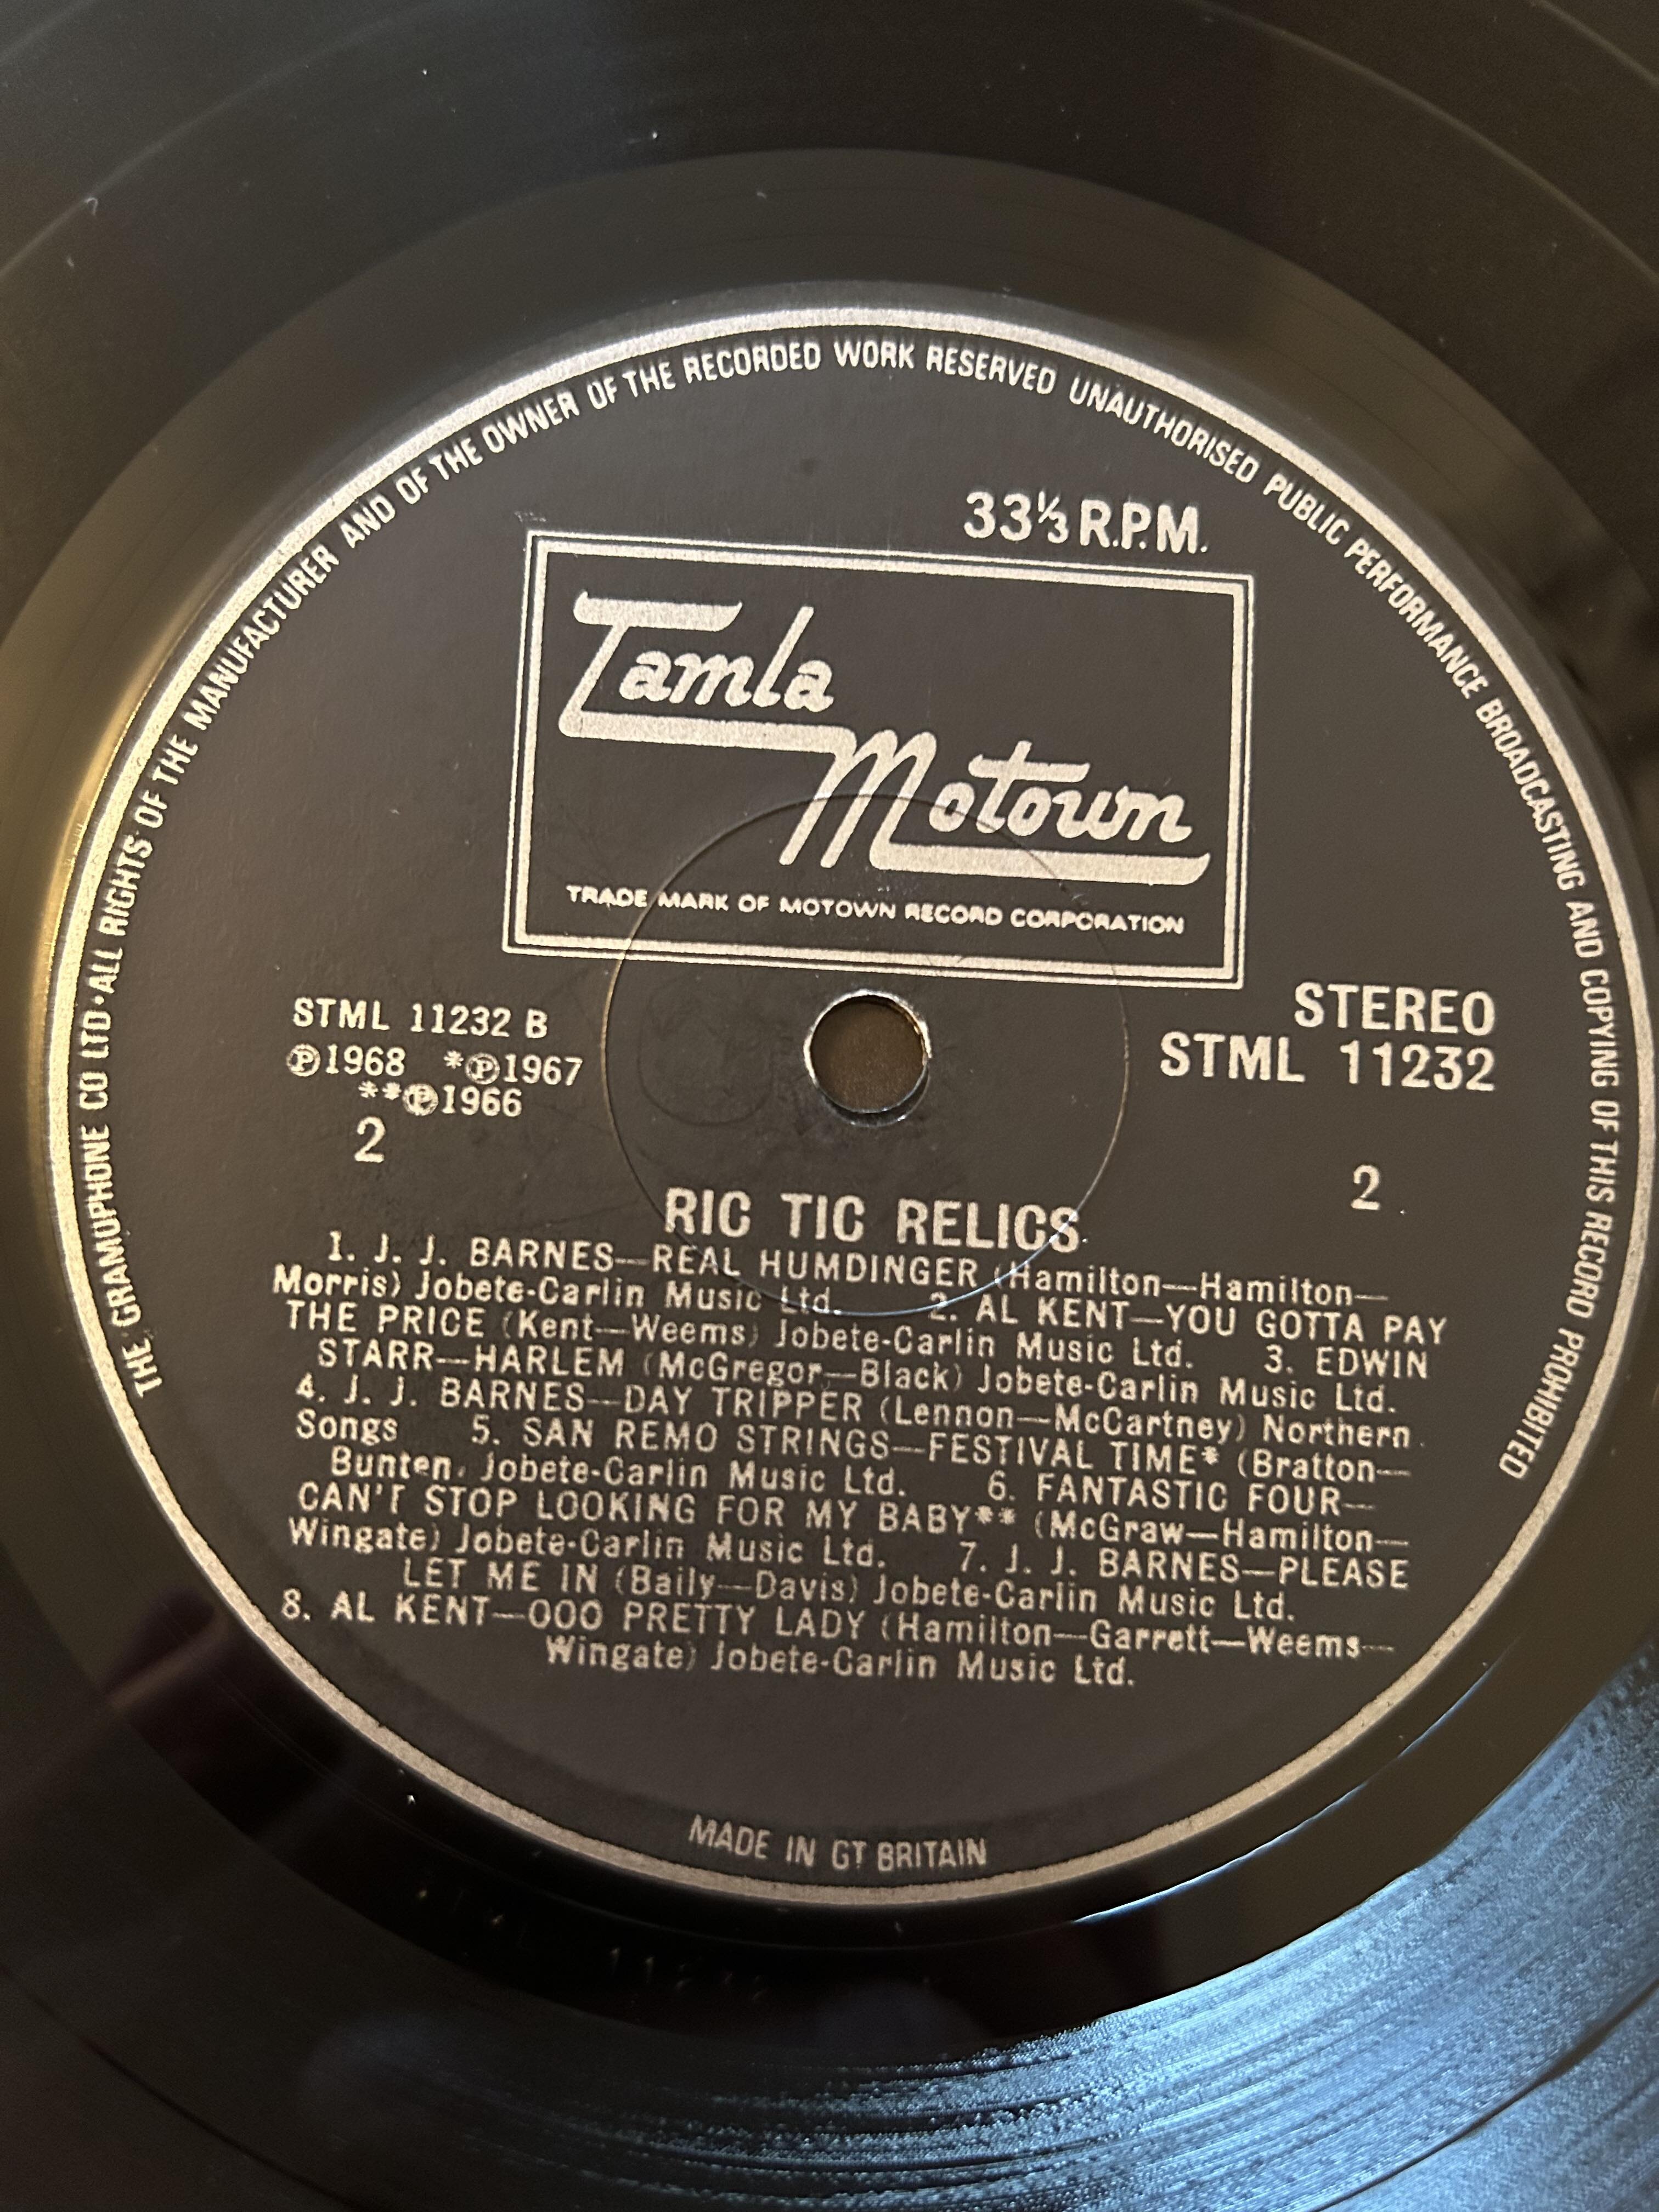 THE GRAMOPHONE CO LTD • ALL RIGHTS OF THE MANUFACTURER AND OF THE OWNER OF THE RECORDED WORK RESERVED UNAUTHORISED PUBLIC PERFORMANCE BROADCASTING AND COPYING OF THIS RECORD PROHIBITED
33⅓ R.P.M.
Tamla
Motown
TRADE MARK OF MOTOWN RECORD CORPORATION
STML 11232 B
℗1968 *℗1967
**℗1966
2
STEREO
STML 11232
2
RIC TIC RELICS
1. J. J. BARNES—REAL HUMDINGER (Hamilton—Hamilton—
Morris) Jobete-Carlin Music Ltd. 2. AL KENT—YOU GOTTA PAY
THE PRICE (Kent—Weems) Jobete-Carlin Music Ltd. 3. EDWIN
STARR—HARLEM (McGregor—Black) Jobete-Carlin Music Ltd.
4. J. J. BARNES—DAY TRIPPER (Lennon—McCartney) Northern
Songs 5. SAN REMO STRINGS—FESTIVAL TIME* (Bratton—
Bunten) Jobete-Carlin Music Ltd. 6. FANTASTIC FOUR—
CAN'T STOP LOOKING FOR MY BABY** (McGraw—Hamilton—
Wingate) Jobete-Carlin Music Ltd. 7. J. J. BARNES—PLEASE
LET ME IN (Baily—Davis) Jobete-Carlin Music Ltd.
8. AL KENT—OOO PRETTY LADY (Hamilton—Garrett—Weems—
Wingate) Jobete-Carlin Music Ltd.
MADE IN GT BRITAIN